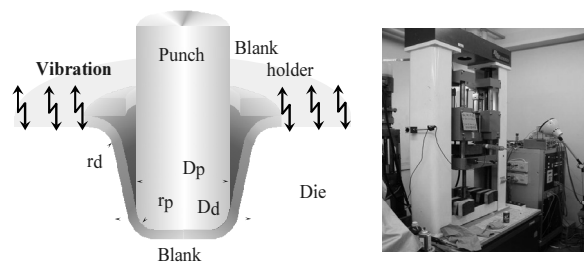 Punch
Blank
holder
Vibration
rd
Dp
rp
Dd
Die
Blank